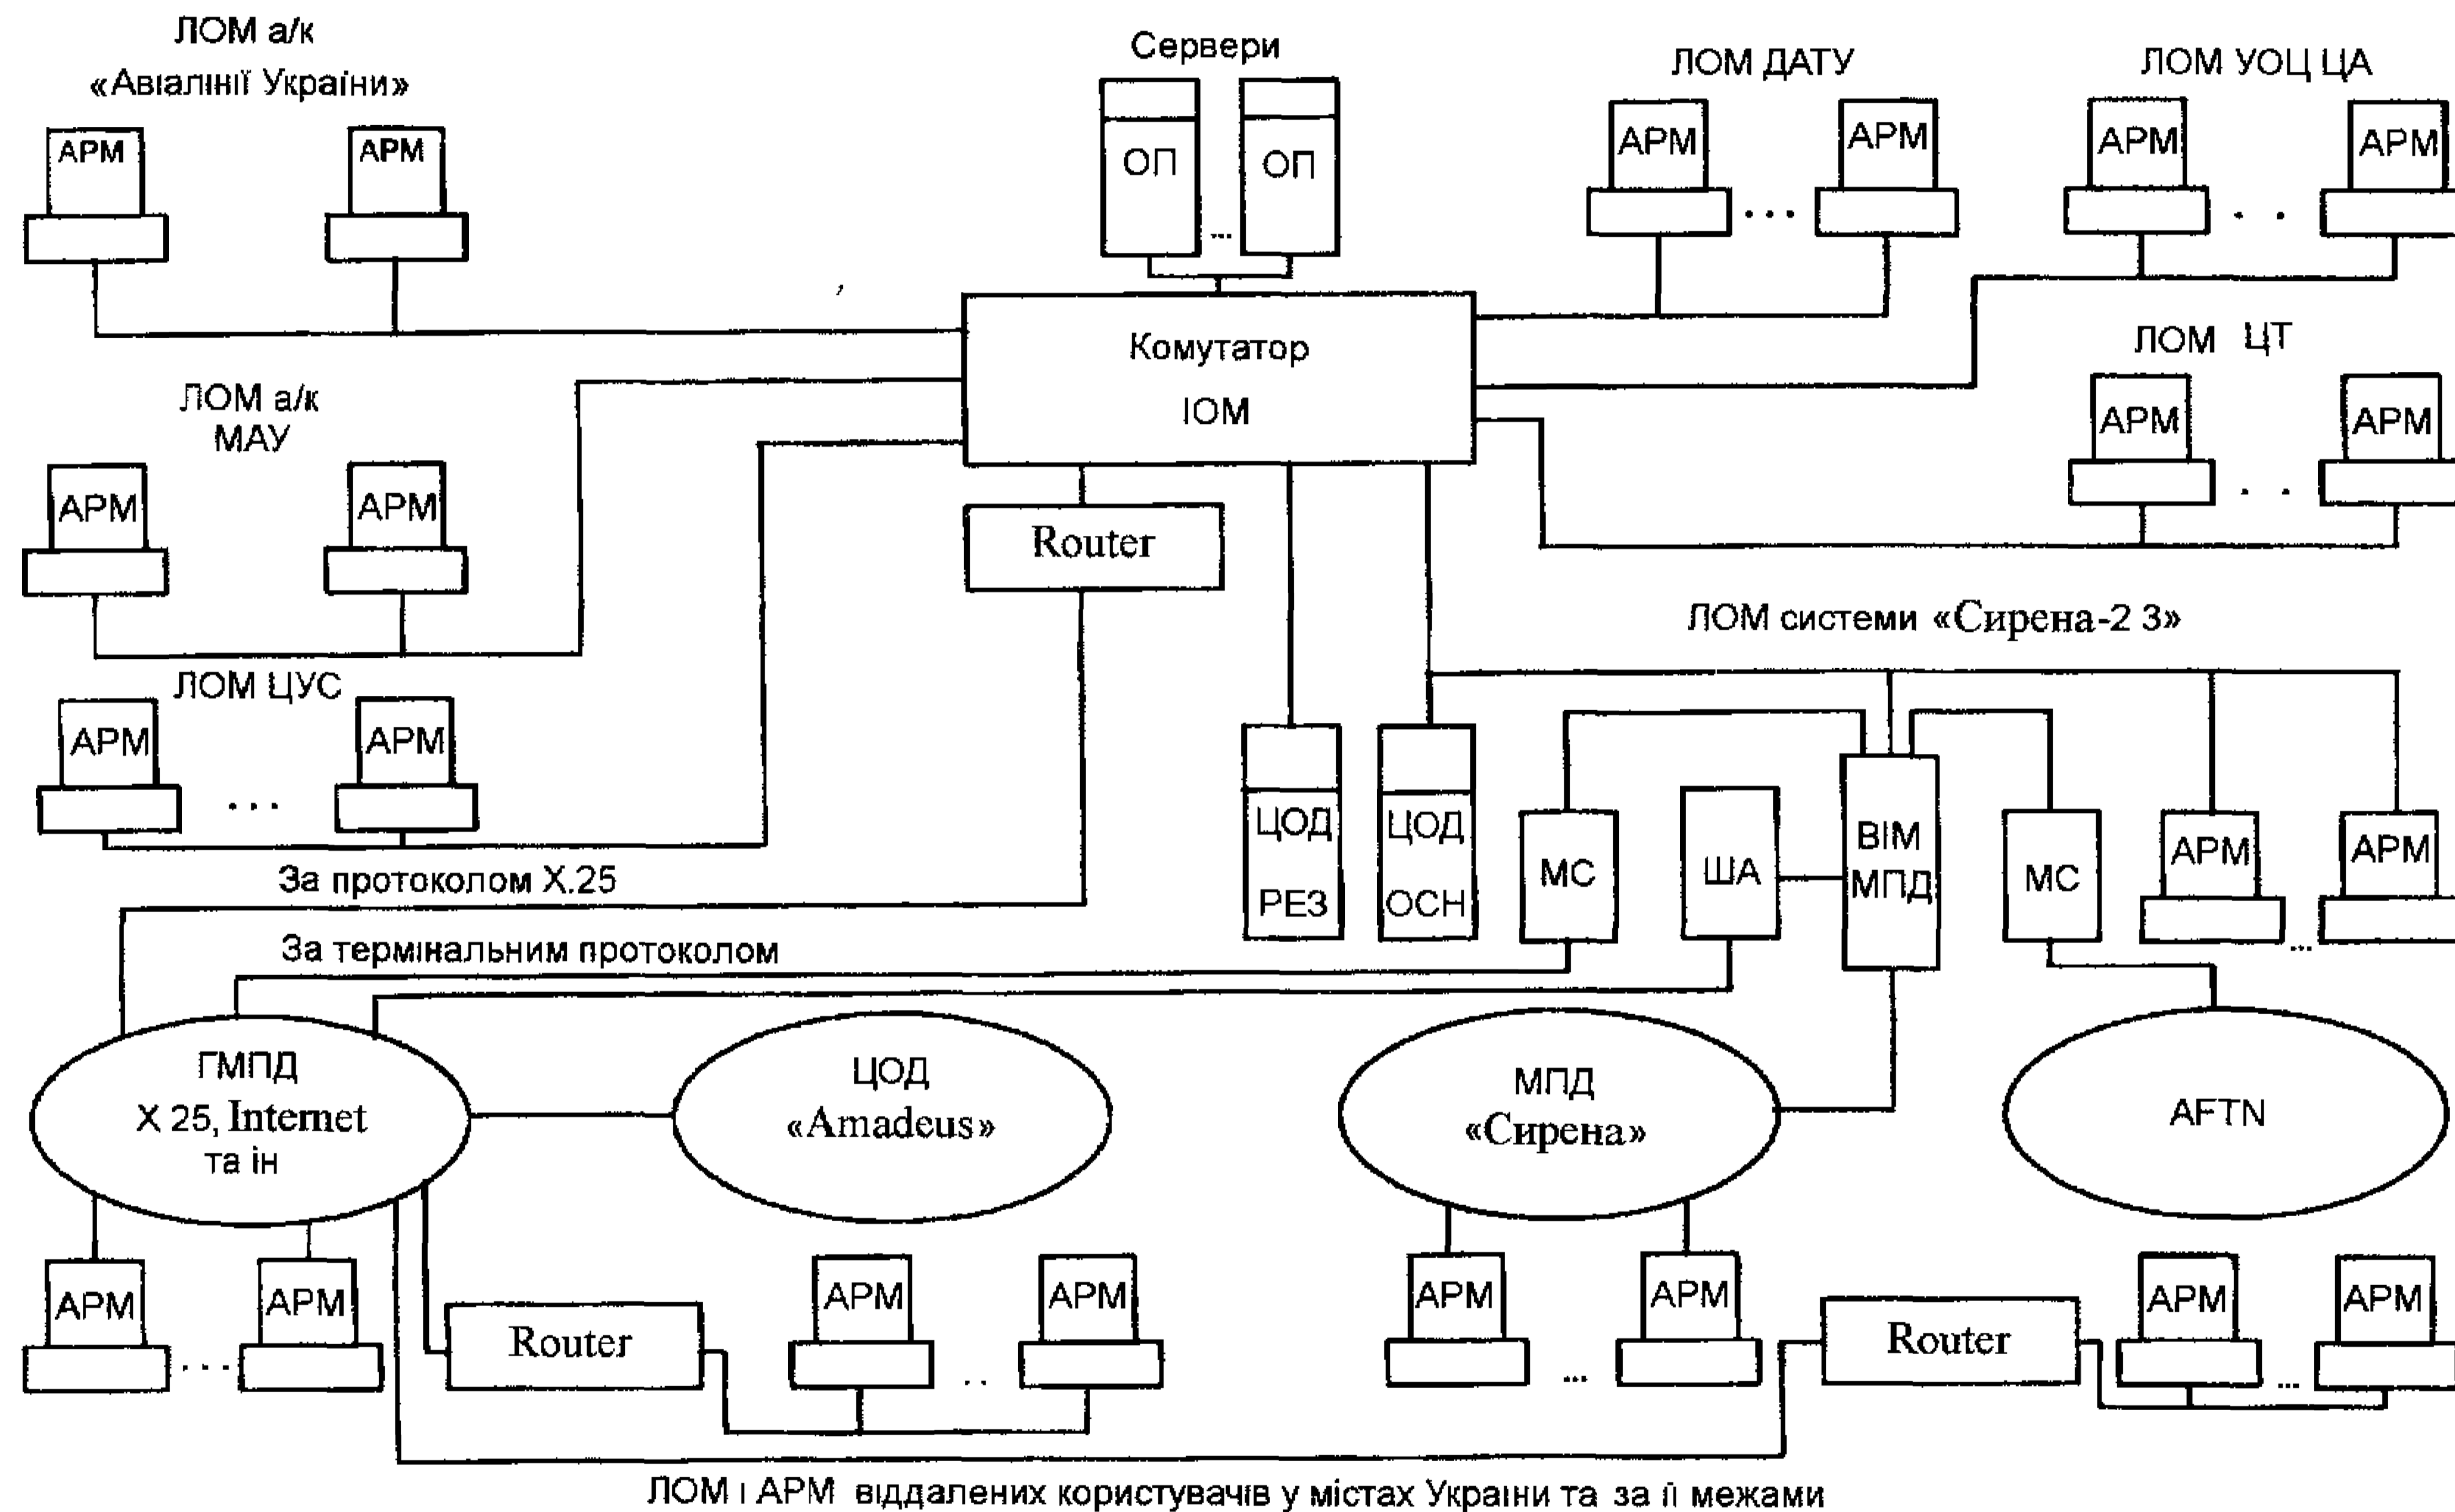 ЛОМ а/к
«Авіалінії України»
АРМ
АРМ
Сервери
ОП
...
ОП
ЛОМ ДАТУ
АРМ
...
АРМ
ЛОМ УОЦ ЦА
АРМ
. .
АРМ
Комутатор
ІОМ
ЛОМ ЦТ
АРМ
. .
АРМ
ЛОМ а/к
МАУ
АРМ
АРМ
Router
ЛОМ системи «Сирена-2 3»
ЛОМ ЦУС
АРМ
...
АРМ
ЦОД
РЕЗ
ЦОД
ОСН
МС
ША
ВІМ
МПД
МС
АРМ
...
АРМ
За протоколом Х.25
За термінальним протоколом
ГМПД
Х 25, Internet
та ін
ЦОД
«Amadeus»
МПД
«Сирена»
AFTN
АРМ
...
АРМ
Router
АРМ
..
АРМ
АРМ
...
АРМ
Router
АРМ
...
АРМ
ЛОМ і АРМ віддалених користувачів у містах України та за її межами